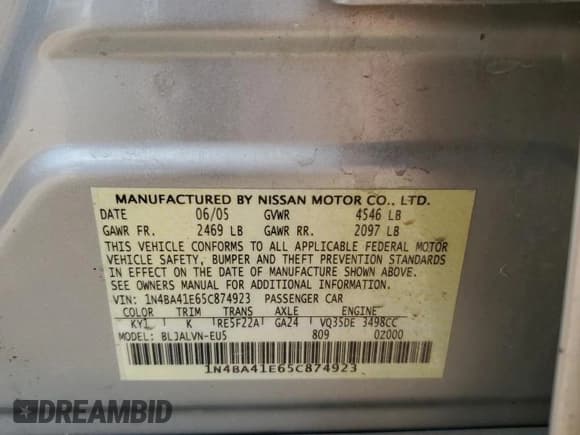 MANUFACTURED BY NISSAN MOTOR CO., LTD.
DATE 06/05 GVWR 4546 LB
GAWR FR. 2469 LB GAWR RR. 2097 LB
THIS VEHICLE CONFORMS TO ALL APPLICABLE FEDERAL MOTOR
VEHICLE SAFETY, BUMPER AND THEFT PREVENTION STANDARDS
IN EFFECT ON THE DATE OF MANUFACTURE SHOWN ABOVE.
SEE OWNERS MANUAL FOR ADDITIONAL INFORMATION.
VIN: 1N4BA41E65C874923 PASSENGER CAR
COLOR TRIM TRANS AXLE ENGINE
KY1 K RE5F22A GA24 VQ35DE 3498CC
MODEL: BLJALVN-EU5 809 0Z000
1N4BA41E65C874923
DREAMBID